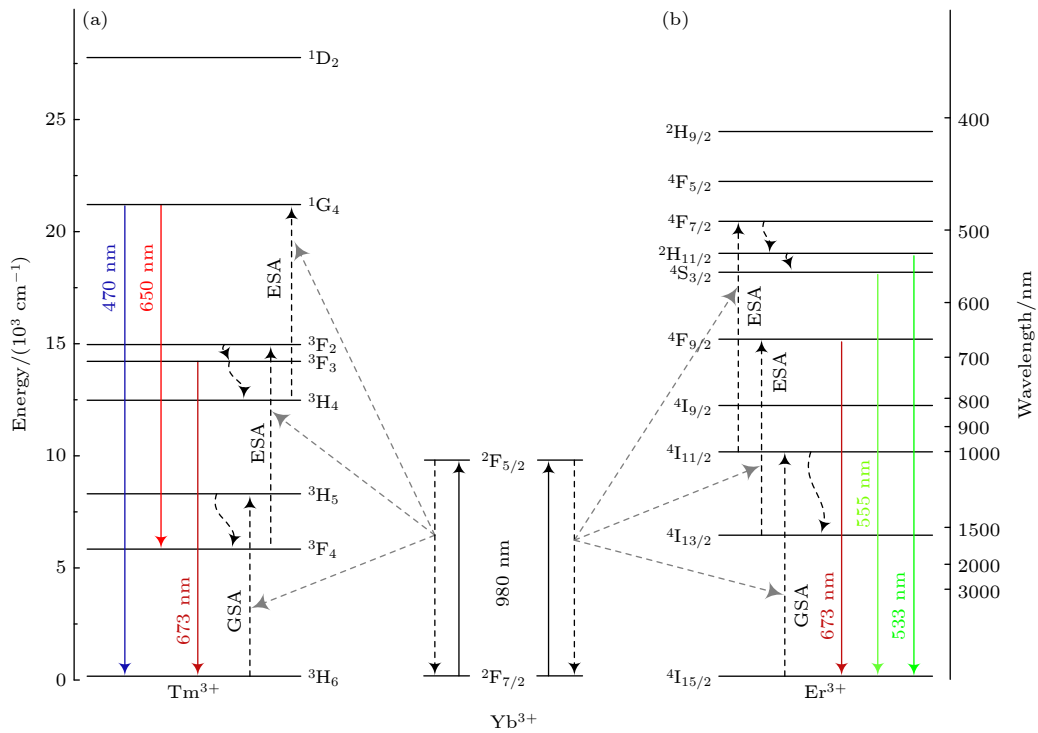 (a)
Energy/(10³ cm⁻¹)
25
20
15
10
5
0
¹D₂
¹G₄
³F₂
³F₃
³H₄
³H₅
³F₄
³H₆
470 nm
650 nm
673 nm
GSA
ESA
ESA
Tm³⁺
²F₅/₂
980 nm
²F₇/₂
Yb³⁺
(b)
²H₉/₂
⁴F₅/₂
⁴F₇/₂
²H₁₁/₂
⁴S₃/₂
⁴F₉/₂
⁴I₉/₂
⁴I₁₁/₂
⁴I₁₃/₂
⁴I₁₅/₂
ESA
ESA
GSA
673 nm
555 nm
533 nm
Er³⁺
400
500
600
700
800
900
1000
1500
2000
3000
Wavelength/nm